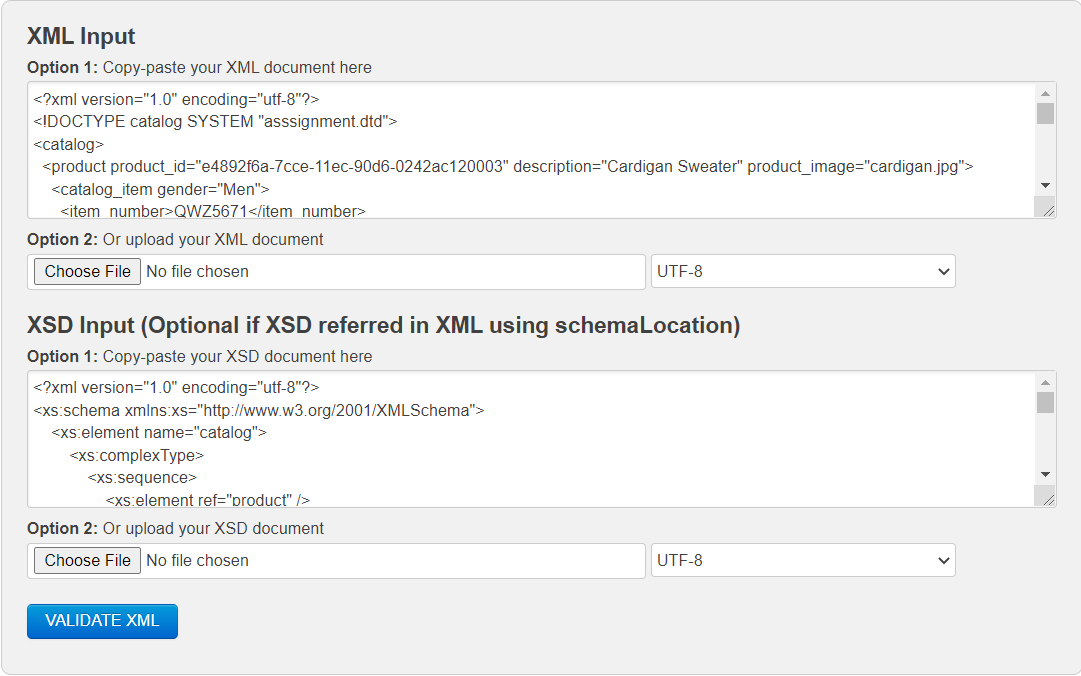 XML Input
Option 1: Copy-paste your XML document here
<?xml version="1.0" encoding="utf-8"?>
<!DOCTYPE catalog SYSTEM "asssignment.dtd">
<catalog>
<product product_id="e4892f6a-7cce-11ec-90d6-0242ac120003" description="Cardigan Sweater" product_image="cardigan.jpg">
<catalog_item gender="Men">
<item_number>QWZ5671</item_number>
Option 2: Or upload your XML document
Choose File No file chosen UTF-8
XSD Input (Optional if XSD referred in XML using schemaLocation)
Option 1: Copy-paste your XSD document here
<?xml version="1.0" encoding="utf-8"?>
<xs:schema xmlns:xs="http://www.w3.org/2001/XMLSchema">
<xs:element name="catalog">
<xs:complexType>
<xs:sequence>
<xs:element ref="product" />
Option 2: Or upload your XSD document
Choose File No file chosen UTF-8
VALIDATE XML